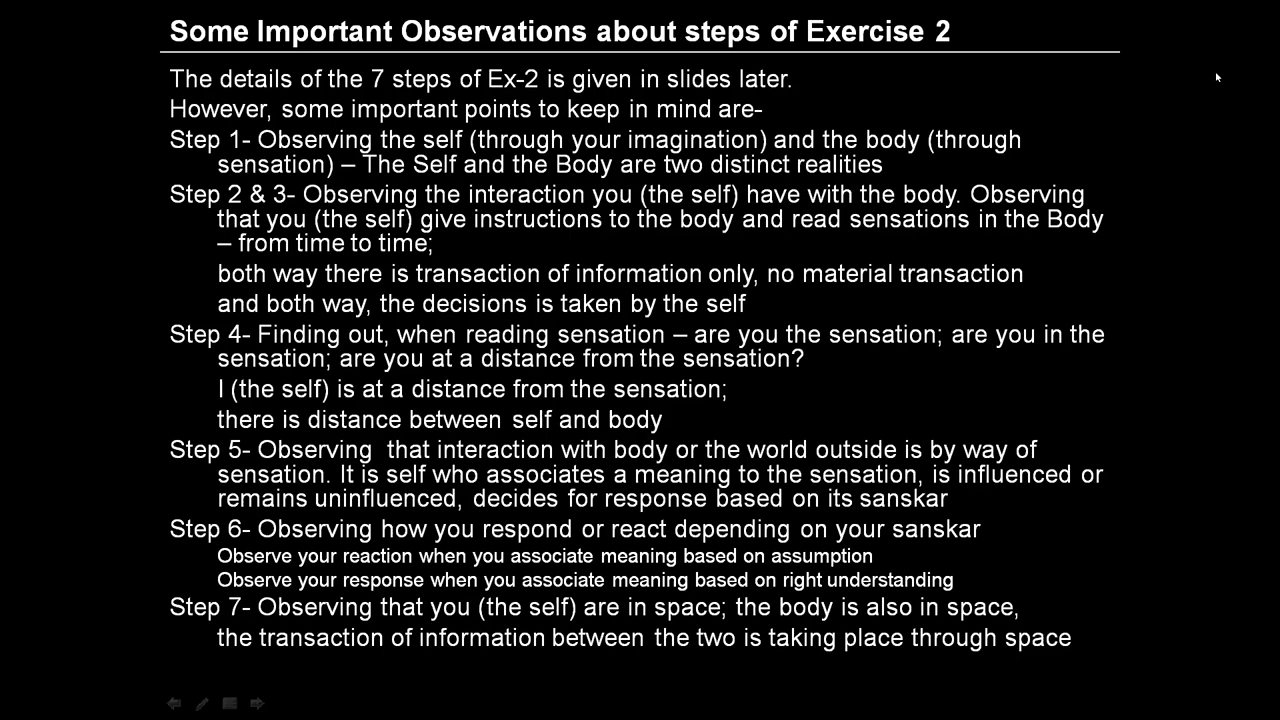 Some Important Observations about steps of Exercise 2
The details of the 7 steps of Ex-2 is given in slides later.
However, some important points to keep in mind are-
Step 1- Observing the self (through your imagination) and the body (through
sensation) – The Self and the Body are two distinct realities
Step 2 & 3- Observing the interaction you (the self) have with the body. Observing
that you (the self) give instructions to the body and read sensations in the Body
– from time to time;
both way there is transaction of information only, no material transaction
and both way, the decisions is taken by the self
Step 4- Finding out, when reading sensation – are you the sensation; are you in the
sensation; are you at a distance from the sensation?
I (the self) is at a distance from the sensation;
there is distance between self and body
Step 5- Observing that interaction with body or the world outside is by way of
sensation. It is self who associates a meaning to the sensation, is influenced or
remains uninfluenced, decides for response based on its sanskar
Step 6- Observing how you respond or react depending on your sanskar
Observe your reaction when you associate meaning based on assumption
Observe your response when you associate meaning based on right understanding
Step 7- Observing that you (the self) are in space; the body is also in space,
the transaction of information between the two is taking place through space